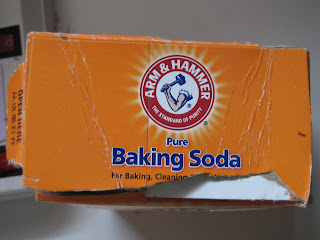 ARM & HAMMER
THE STANDARD OF PURITY
®
Pure
Baking Soda
For Baking, Cleaning
OPEN HERE